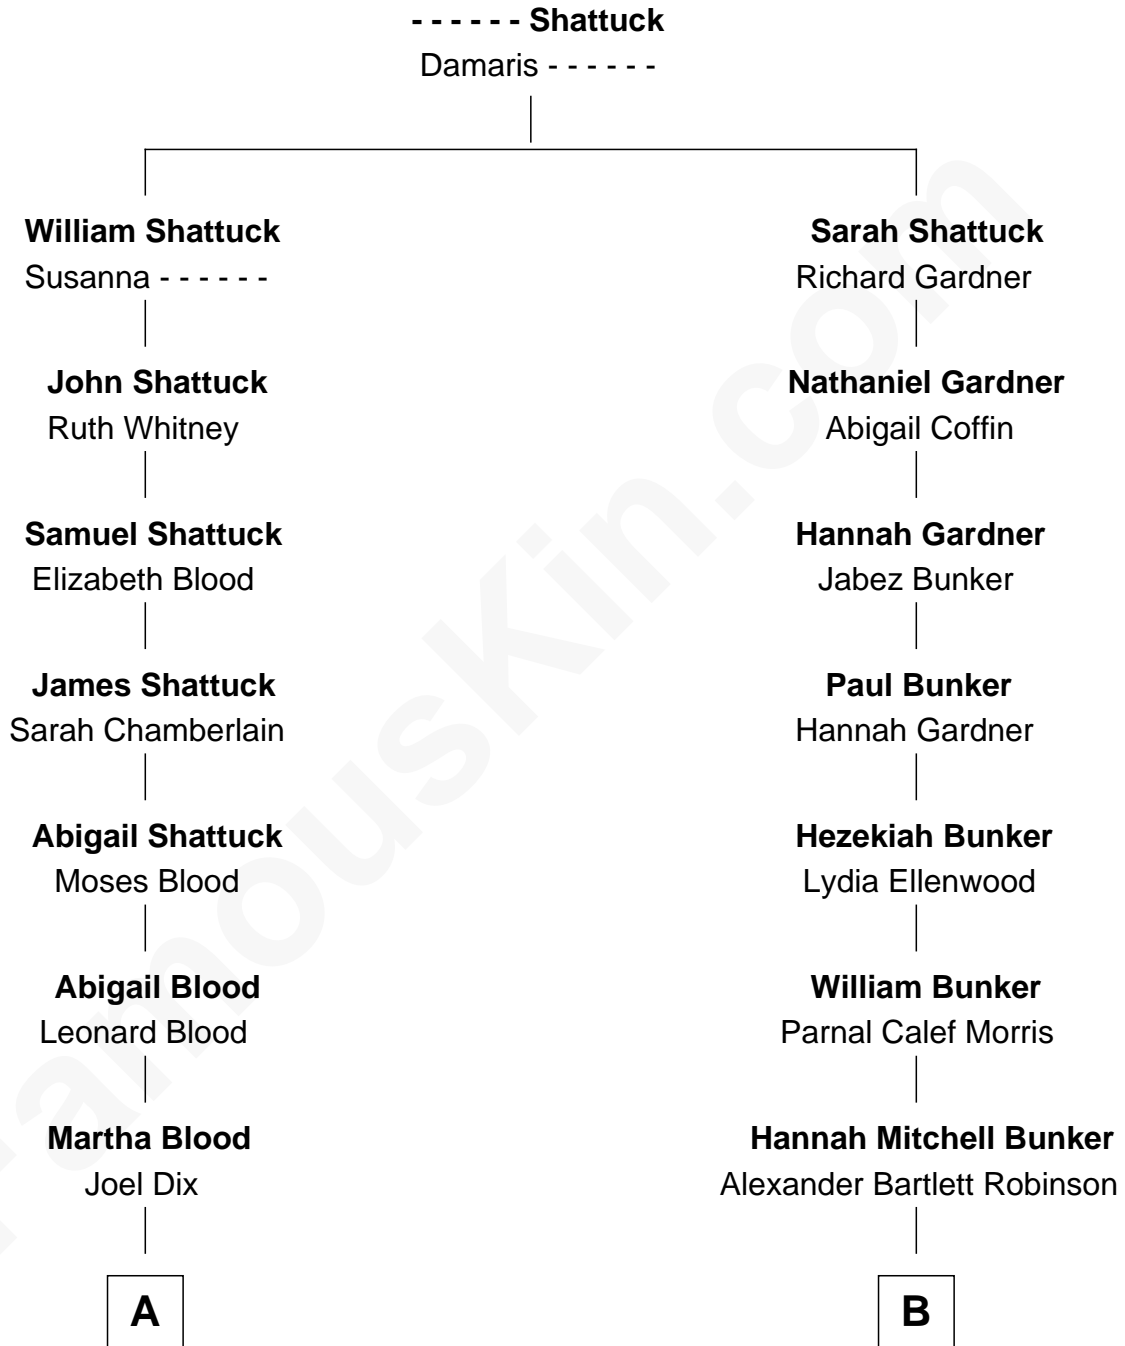 - - - - - - Shattuck
Damaris - - - - - -
William Shattuck
Susanna - - - - - -
Sarah Shattuck
Richard Gardner
John Shattuck
Ruth Whitney
Nathaniel Gardner
Abigail Coffin
Samuel Shattuck
Elizabeth Blood
Hannah Gardner
Jabez Bunker
James Shattuck
Sarah Chamberlain
Paul Bunker
Hannah Gardner
Abigail Shattuck
Moses Blood
Hezekiah Bunker
Lydia Ellenwood
Abigail Blood
Leonard Blood
William Bunker
Parnal Calef Morris
Martha Blood
Joel Dix
Hannah Mitchell Bunker
Alexander Bartlett Robinson
A
B
FamousKin.com